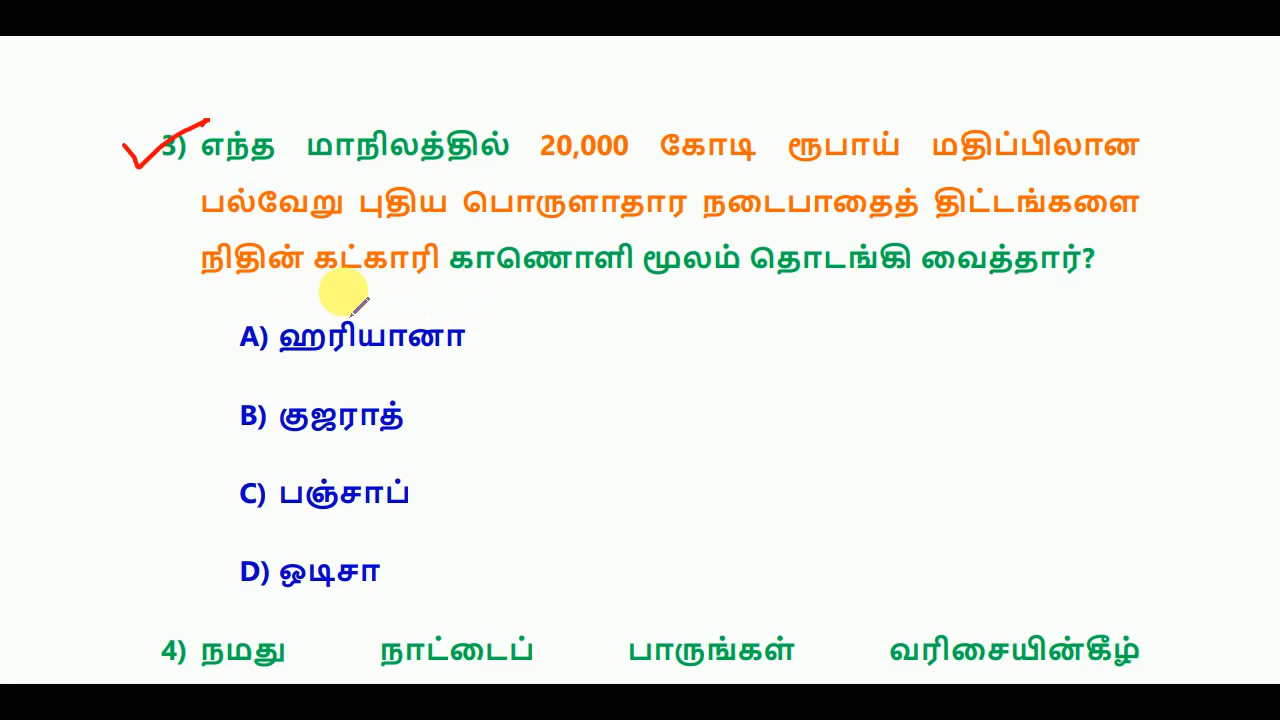 3) எந்த மாநிலத்தில் 20,000 கோடி ரூபாய் மதிப்பிலான
பல்வேறு புதிய பொருளாதார நடைபாதைத் திட்டங்களை
நிதின் கட்காரி காணொளி மூலம் தொடங்கி வைத்தார்?
A) ஹரியானா
B) குஜராத்
C) பஞ்சாப்
D) ஒடிசா
4) நமது நாட்டைப் பாருங்கள் வரிசையின்கீழ்